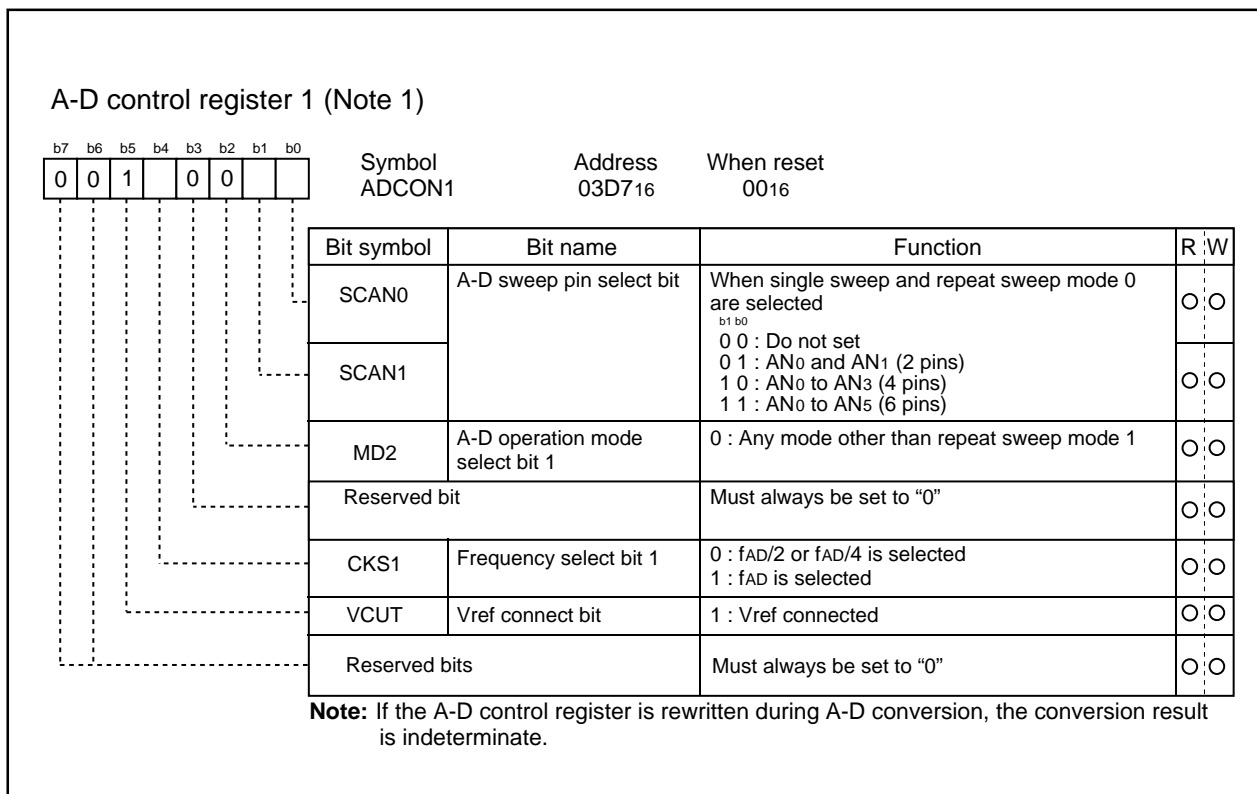 A-D control register 1 (Note 1)
b7 b6 b5 b4 b3 b2 b1 b0
0 0 1 0 0
Symbol Address When reset
ADCON1 03D716 0016
Bit symbol Bit name Function R W
SCAN0 A-D sweep pin select bit When single sweep and repeat sweep mode 0
are selected
b1 b0
0 0 : Do not set
0 1 : AN0 and AN1 (2 pins)
SCAN1
1 0 : AN0 to AN3 (4 pins)
1 1 : AN0 to AN5 (6 pins)
MD2 A-D operation mode
select bit 1
0 : Any mode other than repeat sweep mode 1
Reserved bit Must always be set to “0”
CKS1 Frequency select bit 1 0 : fAD/2 or fAD/4 is selected
1 : fAD is selected
VCUT Vref connect bit 1 : Vref connected
Reserved bits Must always be set to “0”
Note: If the A-D control register is rewritten during A-D conversion, the conversion result
is indeterminate.